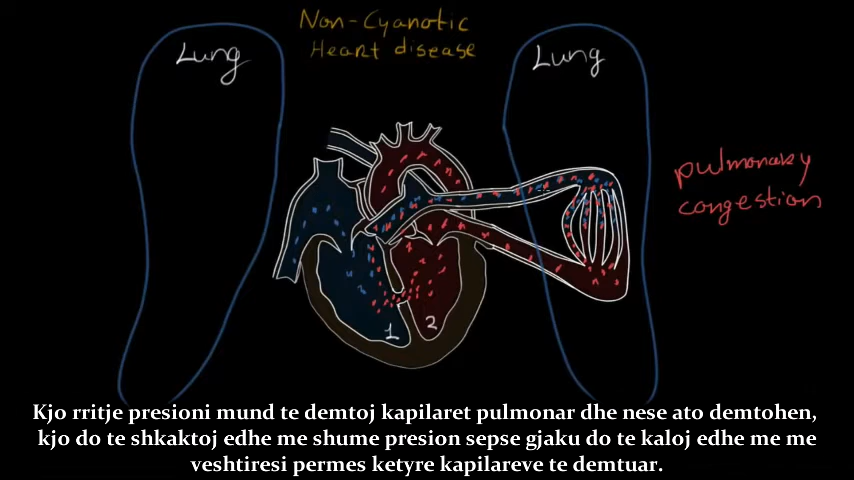 Non-Cyanotic
Heart disease
Lung
Lung
pulmonary
congestion
1
2
Kjo rritje presioni mund te demtoj kapilaret pulmonar dhe nese ato demtohen,
kjo do te shkaktoj edhe me shume presion sepse gjaku do te kaloj edhe me me
veshtiresi permes ketyre kapilareve te demtuar.